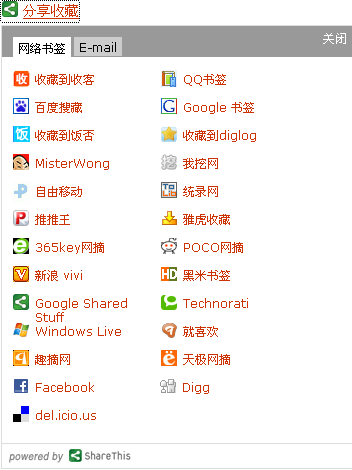 分享收藏
关闭
网络书签 E-mail
收藏到收客 QQ书签
百度搜藏 Google 书签
收藏到饭否 收藏到diglog
MisterWong 我挖网
自由移动 统录网
推推王 雅虎收藏
365key网摘 POCO网摘
新浪 vivi 黑米书签
Google Shared Stuff Technorati
Windows Live 就喜欢
趣摘网 天极网摘
Facebook Digg
del.icio.us
powered by ShareThis